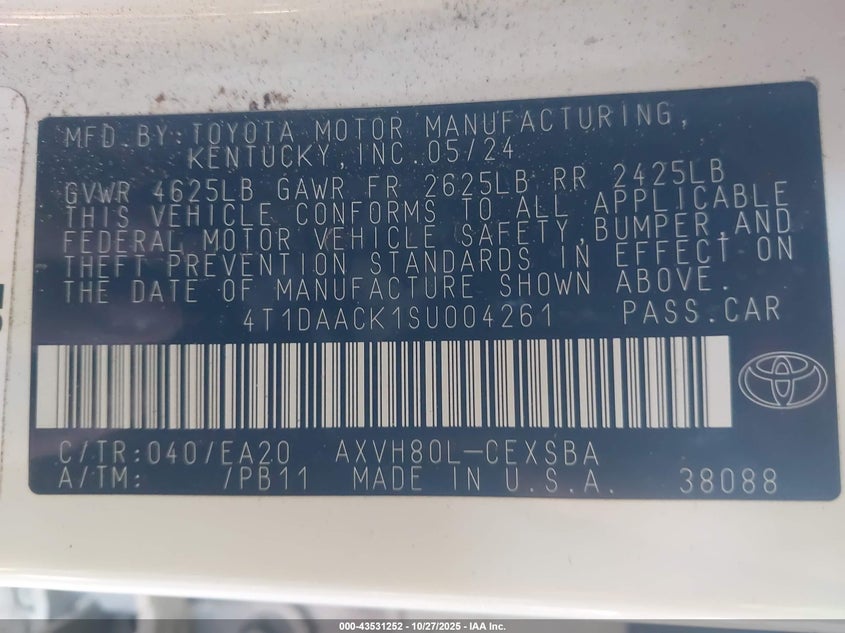 MFD. BY: TOYOTA MOTOR MANUFACTURING,
KENTUCKY, INC. 05/24
GVWR 4625LB GAWR FR 2625LB RR 2425LB
THIS VEHICLE CONFORMS TO ALL APPLICABLE
FEDERAL MOTOR VEHICLE SAFETY, BUMPER, AND
THEFT PREVENTION STANDARDS IN EFFECT ON
THE DATE OF MANUFACTURE SHOWN ABOVE.
4T1DAACK1SU004261 PASS. CAR
C/TR: 040/EA20 AXVH80L-CEXSBA
A/TM: /PB11 MADE IN U.S.A. 38088
000-43531252 | 10/27/2025 - IAA Inc.